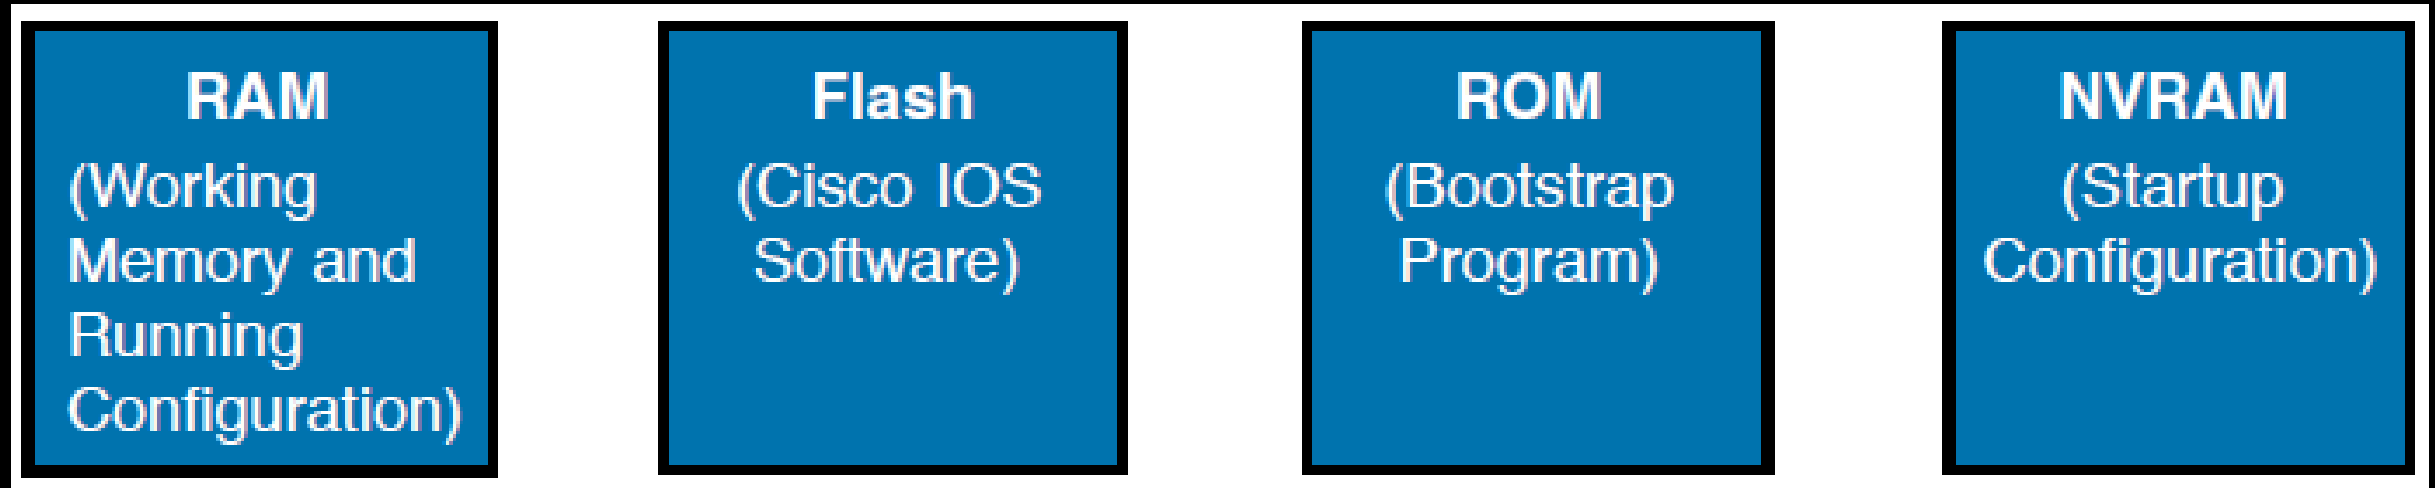 RAM
(Working
Memory and
Running
Configuration)
Flash
(Cisco IOS
Software)
ROM
(Bootstrap
Program)
NVRAM
(Startup
Configuration)